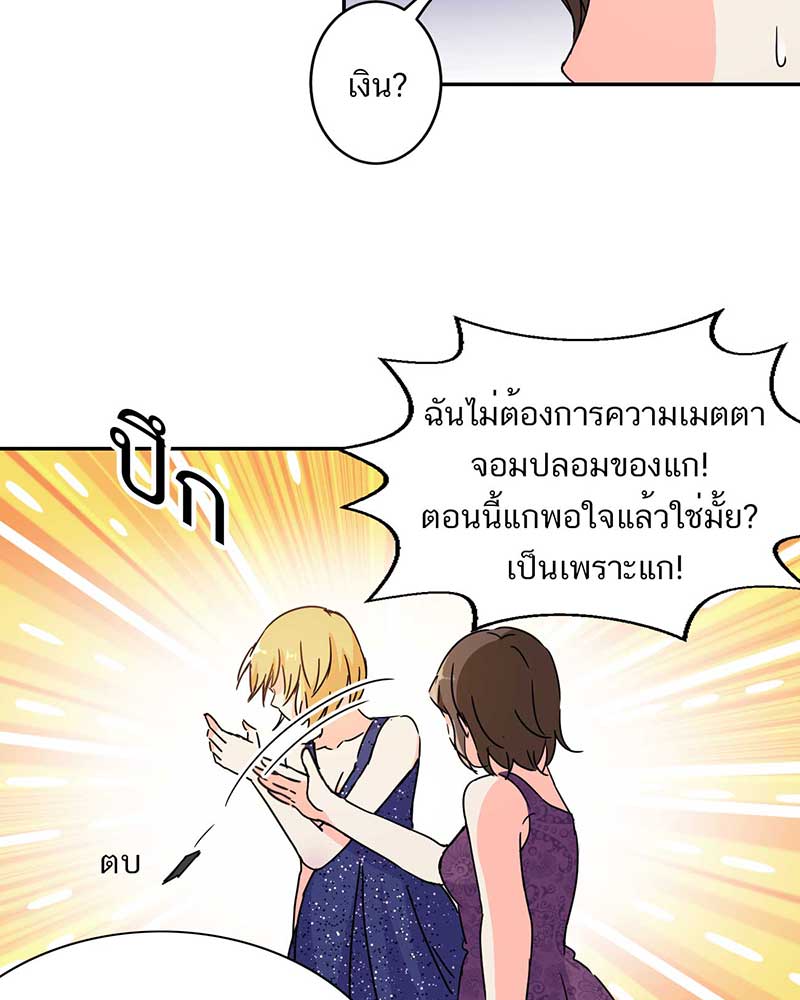 เงิน?
ฉันไม่ต้องการความเมตตา
จอมปลอมของแก!
ตอนนี้แกพอใจแล้วใช่มั้ย?
เป็นเพราะแก!
ปึก
ตบ